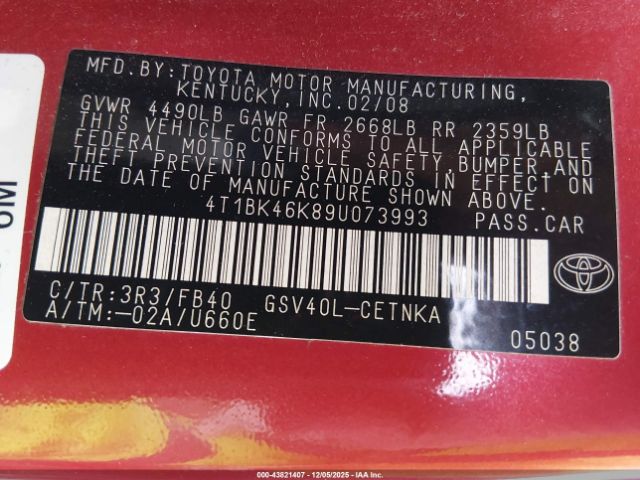 MFD.BY:TOYOTA MOTOR MANUFACTURING,
KENTUCKY,INC.02/08
GVWR 4490LB GAWR FR 2668LB RR 2359LB
THIS VEHICLE CONFORMS TO ALL APPLICABLE
FEDERAL MOTOR VEHICLE SAFETY,BUMPER,AND
THEFT PREVENTION STANDARDS IN EFFECT ON
THE DATE OF MANUFACTURE SHOWN ABOVE.
4T1BK46K89U073993 PASS.CAR
C/TR:3R3/FB40 GSV40L-CETNKA
A/TM:-02A/U660E
05038
000-43821407 • 12/05/2025 • IAA Inc.